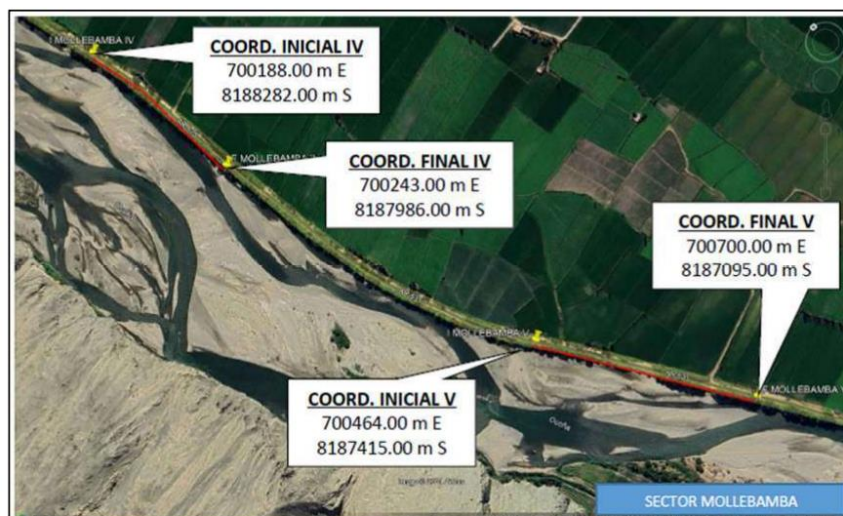 I MOLLEBAMBA IV
COORD. INICIAL IV
700188.00 m E
8188282.00 m S
MOLLEBAMBA
COORD. FINAL IV
700243.00 m E
8187986.00 m S
COORD. FINAL V
700700.00 m E
8187095.00 m S
I MOLLEBAMBA V
MOLLEBAMBA V
COORD. INICIAL V
700464.00 m E
8187415.00 m S
Ocoña
SECTOR MOLLEBAMBA